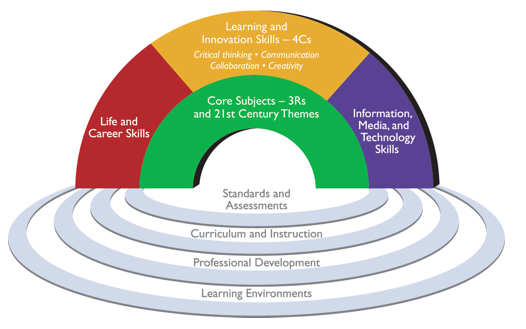 Learning and
Innovation Skills – 4Cs
Critical thinking • Communication
Collaboration • Creativity
Core Subjects – 3Rs
and 21st Century Themes
Life and
Career Skills
Information,
Media, and
Technology
Skills
Standards and
Assessments
Curriculum and Instruction
Professional Development
Learning Environments